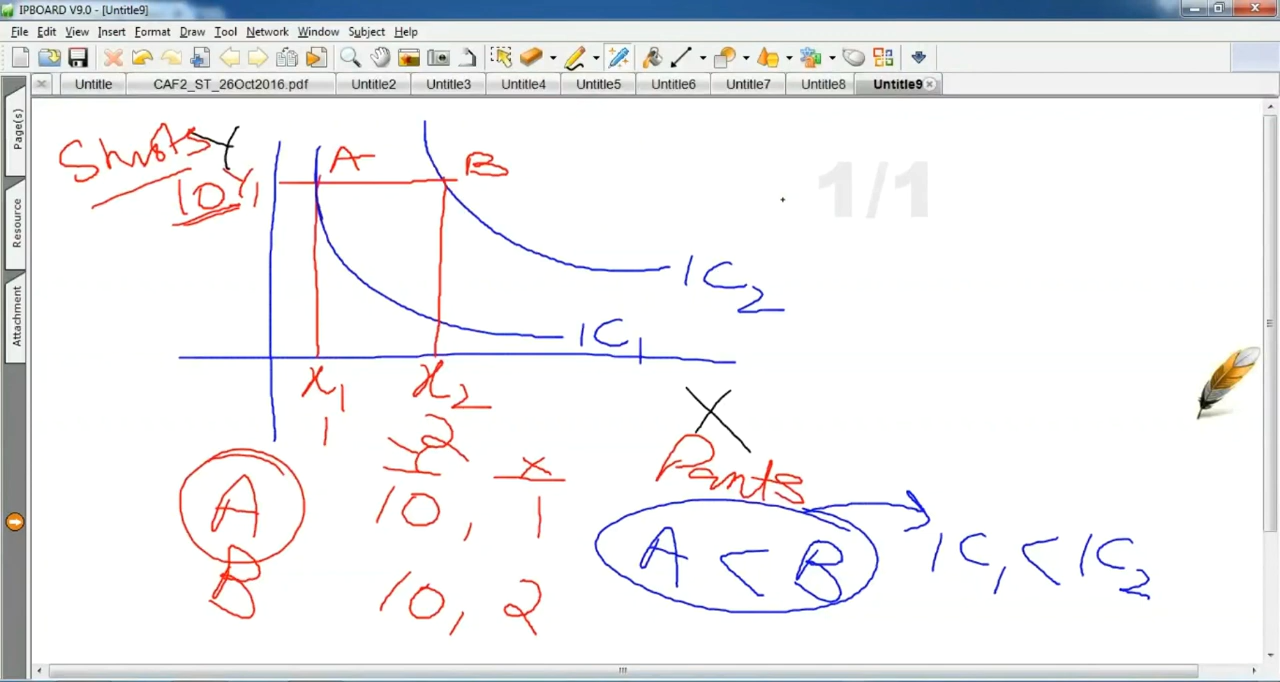 IPBOARD V9.0 - [Untitled9]
File Edit View Insert Format Draw Tool Network Window Subject Help
Untitle CAF2_ST_26Oct2016.pdf Untitle2 Untitle3 Untitle4 Untitle5 Untitle6 Untitle7 Untitle8 Untitle9
Page(s)
Resource
Attachment
1/1
Shirts Y
10 Y1
A B
IC2
IC1
x1 x2
1 2
X
Pants
Y x
A 10, 1
B 10, 2
A < B
IC1 < IC2